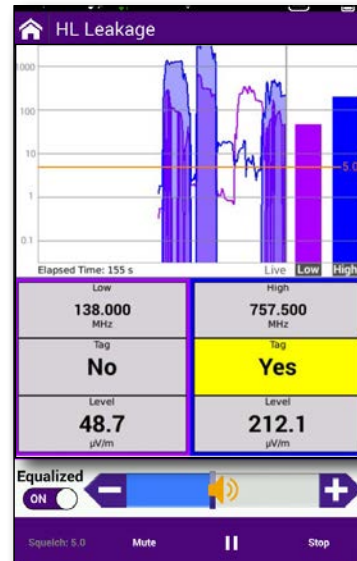 HL Leakage
1000
100
10
1
0.1
5.0
Elapsed Time: 155 s
Live
Low
High
Low
High
138.000
757.500
MHz
MHz
Tag
Tag
No
Yes
Level
Level
48.7
212.1
µV/m
µV/m
Equalized
ON
Squelch: 5.0
Mute
Stop